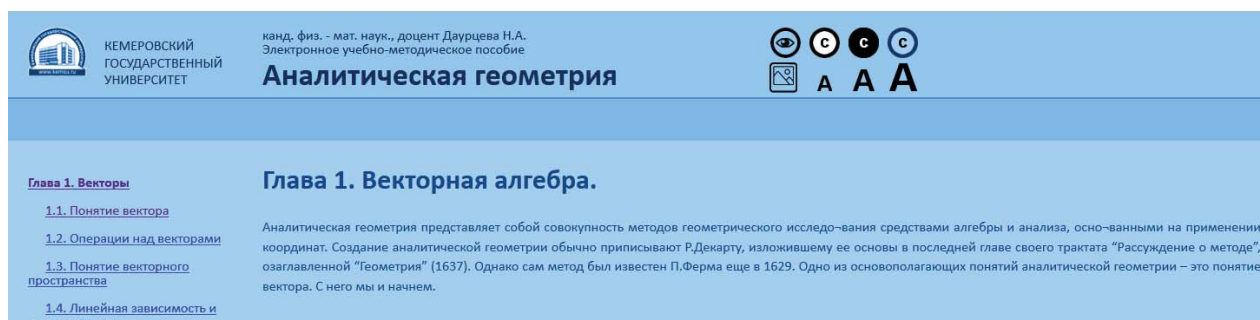 КЕМЕРОВСКИЙ
ГОСУДАРСТВЕННЫЙ
УНИВЕРСИТЕТ
канд. физ. - мат. наук., доцент Даурцева Н.А.
Электронное учебно-методическое пособие
Аналитическая геометрия
C C C
A A A
Глава 1. Векторы
1.1. Понятие вектора
1.2. Операции над векторами
1.3. Понятие векторного
пространства
1.4. Линейная зависимость и
Глава 1. Векторная алгебра.
Аналитическая геометрия представляет собой совокупность методов геометрического исследо¬вания средствами алгебры и анализа, осно¬ванными на применении
координат. Создание аналитической геометрии обычно приписывают Р.Декарту, изложившему ее основы в последней главе своего трактата “Рассуждение о методе”,
озаглавленной “Геометрия” (1637). Однако сам метод был известен П.Ферма еще в 1629. Одно из основополагающих понятий аналитической геометрии – это понятие
вектора. С него мы и начнем.